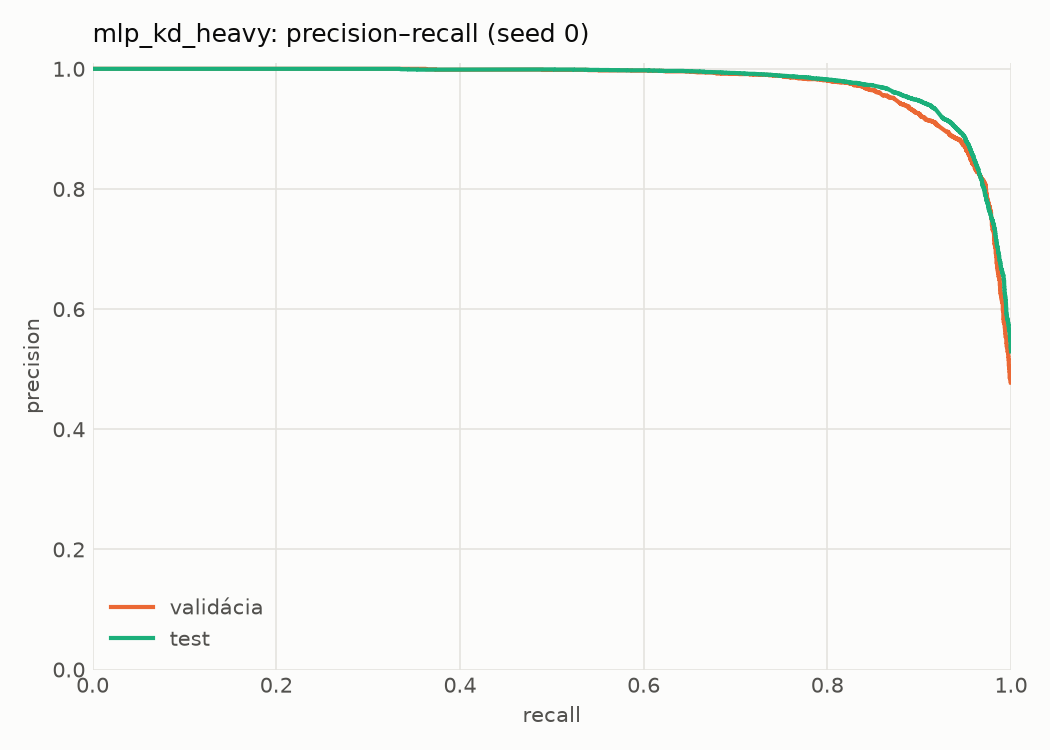 mlp_kd_heavy: precision–recall (seed 0)
1.0
0.8
0.6
0.4
0.2
0.0
precision
validácia
test
0.0 0.2 0.4 0.6 0.8 1.0
recall